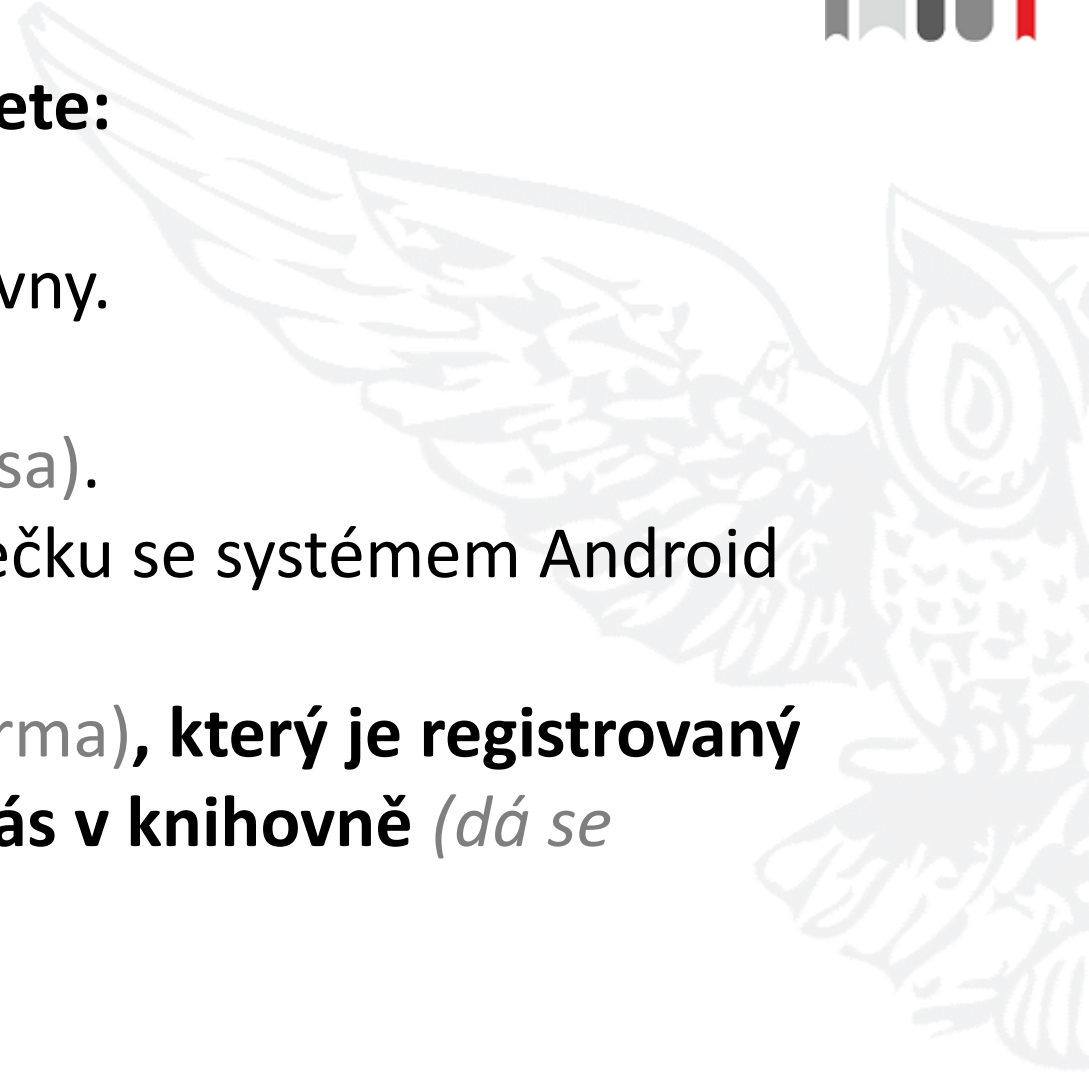 ete:
vny.
sa).
ečku se systémem Android
rma), který je registrovaný
ás v knihovně (dá se